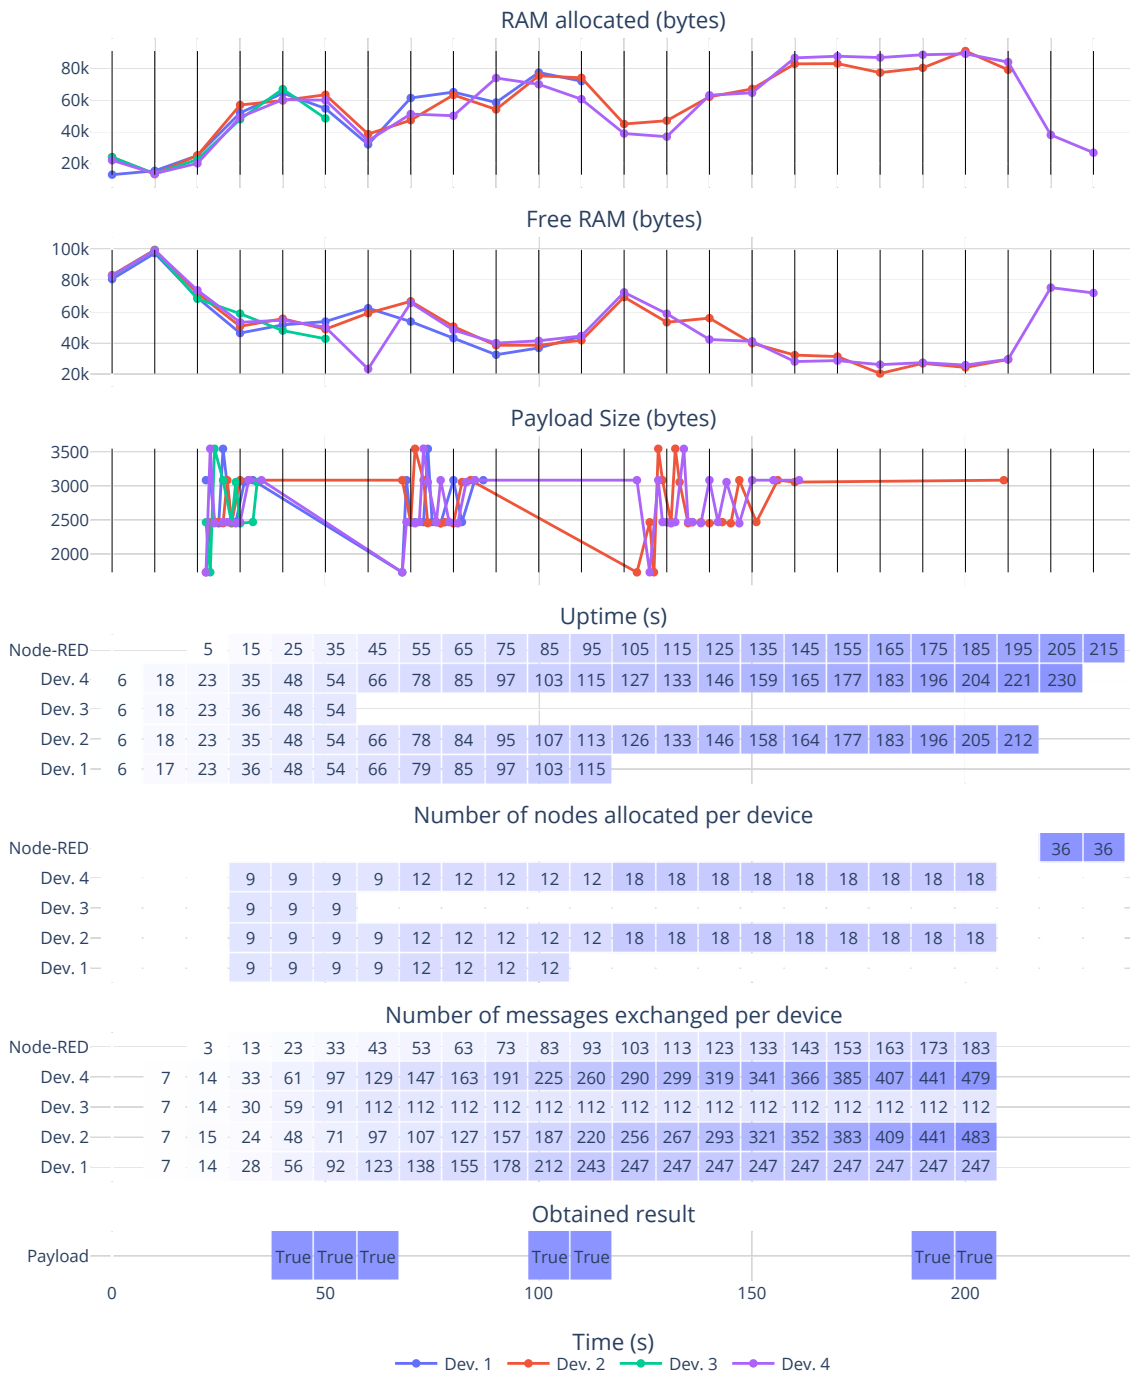 RAM allocated (bytes)
80k
60k
40k
20k
Free RAM (bytes)
100k
80k
60k
40k
20k
Payload Size (bytes)
3500
3000
2500
2000
Uptime (s)
Node-RED 5 15 25 35 45 55 65 75 85 95 105 115 125 135 145 155 165 175 185 195 205 215
Dev. 4 6 18 23 35 48 54 66 78 85 97 103 115 127 133 146 159 165 177 183 196 204 221 230
Dev. 3 6 18 23 36 48 54
Dev. 2 6 18 23 35 48 54 66 78 84 95 107 113 126 133 146 158 164 177 183 196 205 212
Dev. 1 6 17 23 36 48 54 66 79 85 97 103 115
Number of nodes allocated per device
Node-RED 36 36
Dev. 4 9 9 9 9 12 12 12 12 12 18 18 18 18 18 18 18 18 18
Dev. 3 9 9 9
Dev. 2 9 9 9 9 12 12 12 12 12 18 18 18 18 18 18 18 18 18
Dev. 1 9 9 9 9 12 12 12 12
Number of messages exchanged per device
Node-RED 3 13 23 33 43 53 63 73 83 93 103 113 123 133 143 153 163 173 183
Dev. 4 7 14 33 61 97 129 147 163 191 225 260 290 299 319 341 366 385 407 441 479
Dev. 3 7 14 30 59 91 112 112 112 112 112 112 112 112 112 112 112 112 112 112 112
Dev. 2 7 15 24 48 71 97 107 127 157 187 220 256 267 293 321 352 383 409 441 483
Dev. 1 7 14 28 56 92 123 138 155 178 212 243 247 247 247 247 247 247 247 247 247
Obtained result
Payload True True True True True True True
0 50 100 150 200
Time (s)
Dev. 1 Dev. 2 Dev. 3 Dev. 4